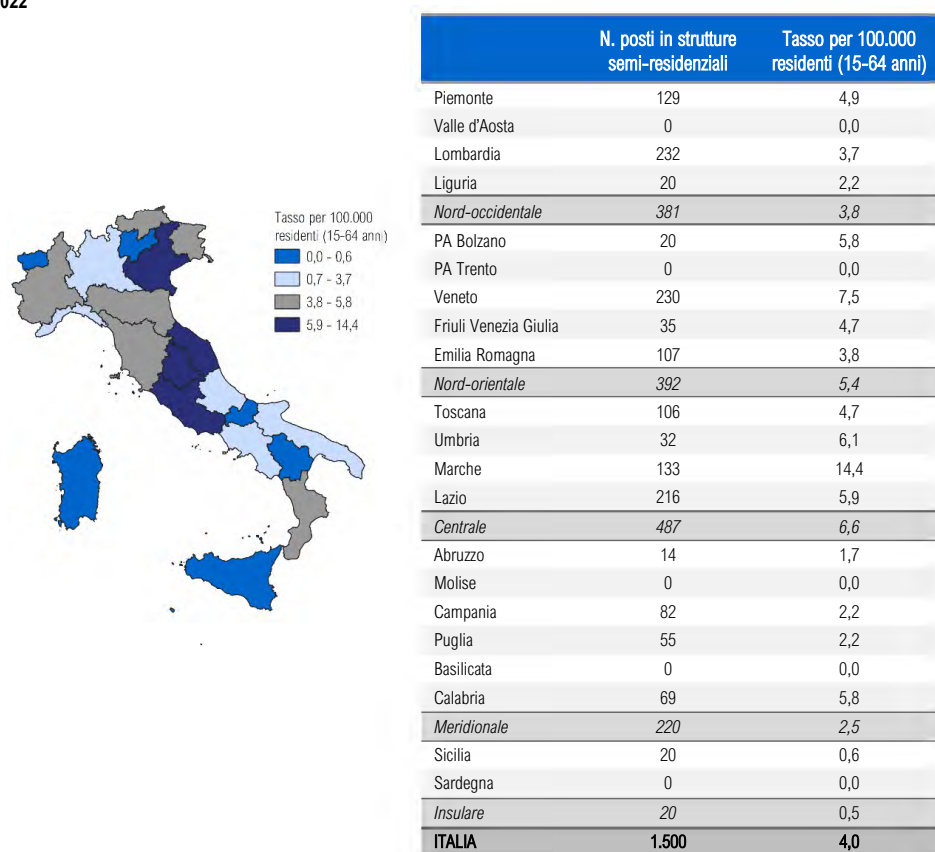 022
Tasso per 100.000
residenti (15-64 anni)
0,0 - 0,6
0,7 - 3,7
3,8 - 5,8
5,9 - 14,4
N. posti in strutture semi-residenziali Tasso per 100.000 residenti (15-64 anni)
Piemonte 129 4,9
Valle d'Aosta 0 0,0
Lombardia 232 3,7
Liguria 20 2,2
Nord-occidentale 381 3,8
PA Bolzano 20 5,8
PA Trento 0 0,0
Veneto 230 7,5
Friuli Venezia Giulia 35 4,7
Emilia Romagna 107 3,8
Nord-orientale 392 5,4
Toscana 106 4,7
Umbria 32 6,1
Marche 133 14,4
Lazio 216 5,9
Centrale 487 6,6
Abruzzo 14 1,7
Molise 0 0,0
Campania 82 2,2
Puglia 55 2,2
Basilicata 0 0,0
Calabria 69 5,8
Meridionale 220 2,5
Sicilia 20 0,6
Sardegna 0 0,0
Insulare 20 0,5
ITALIA 1.500 4,0